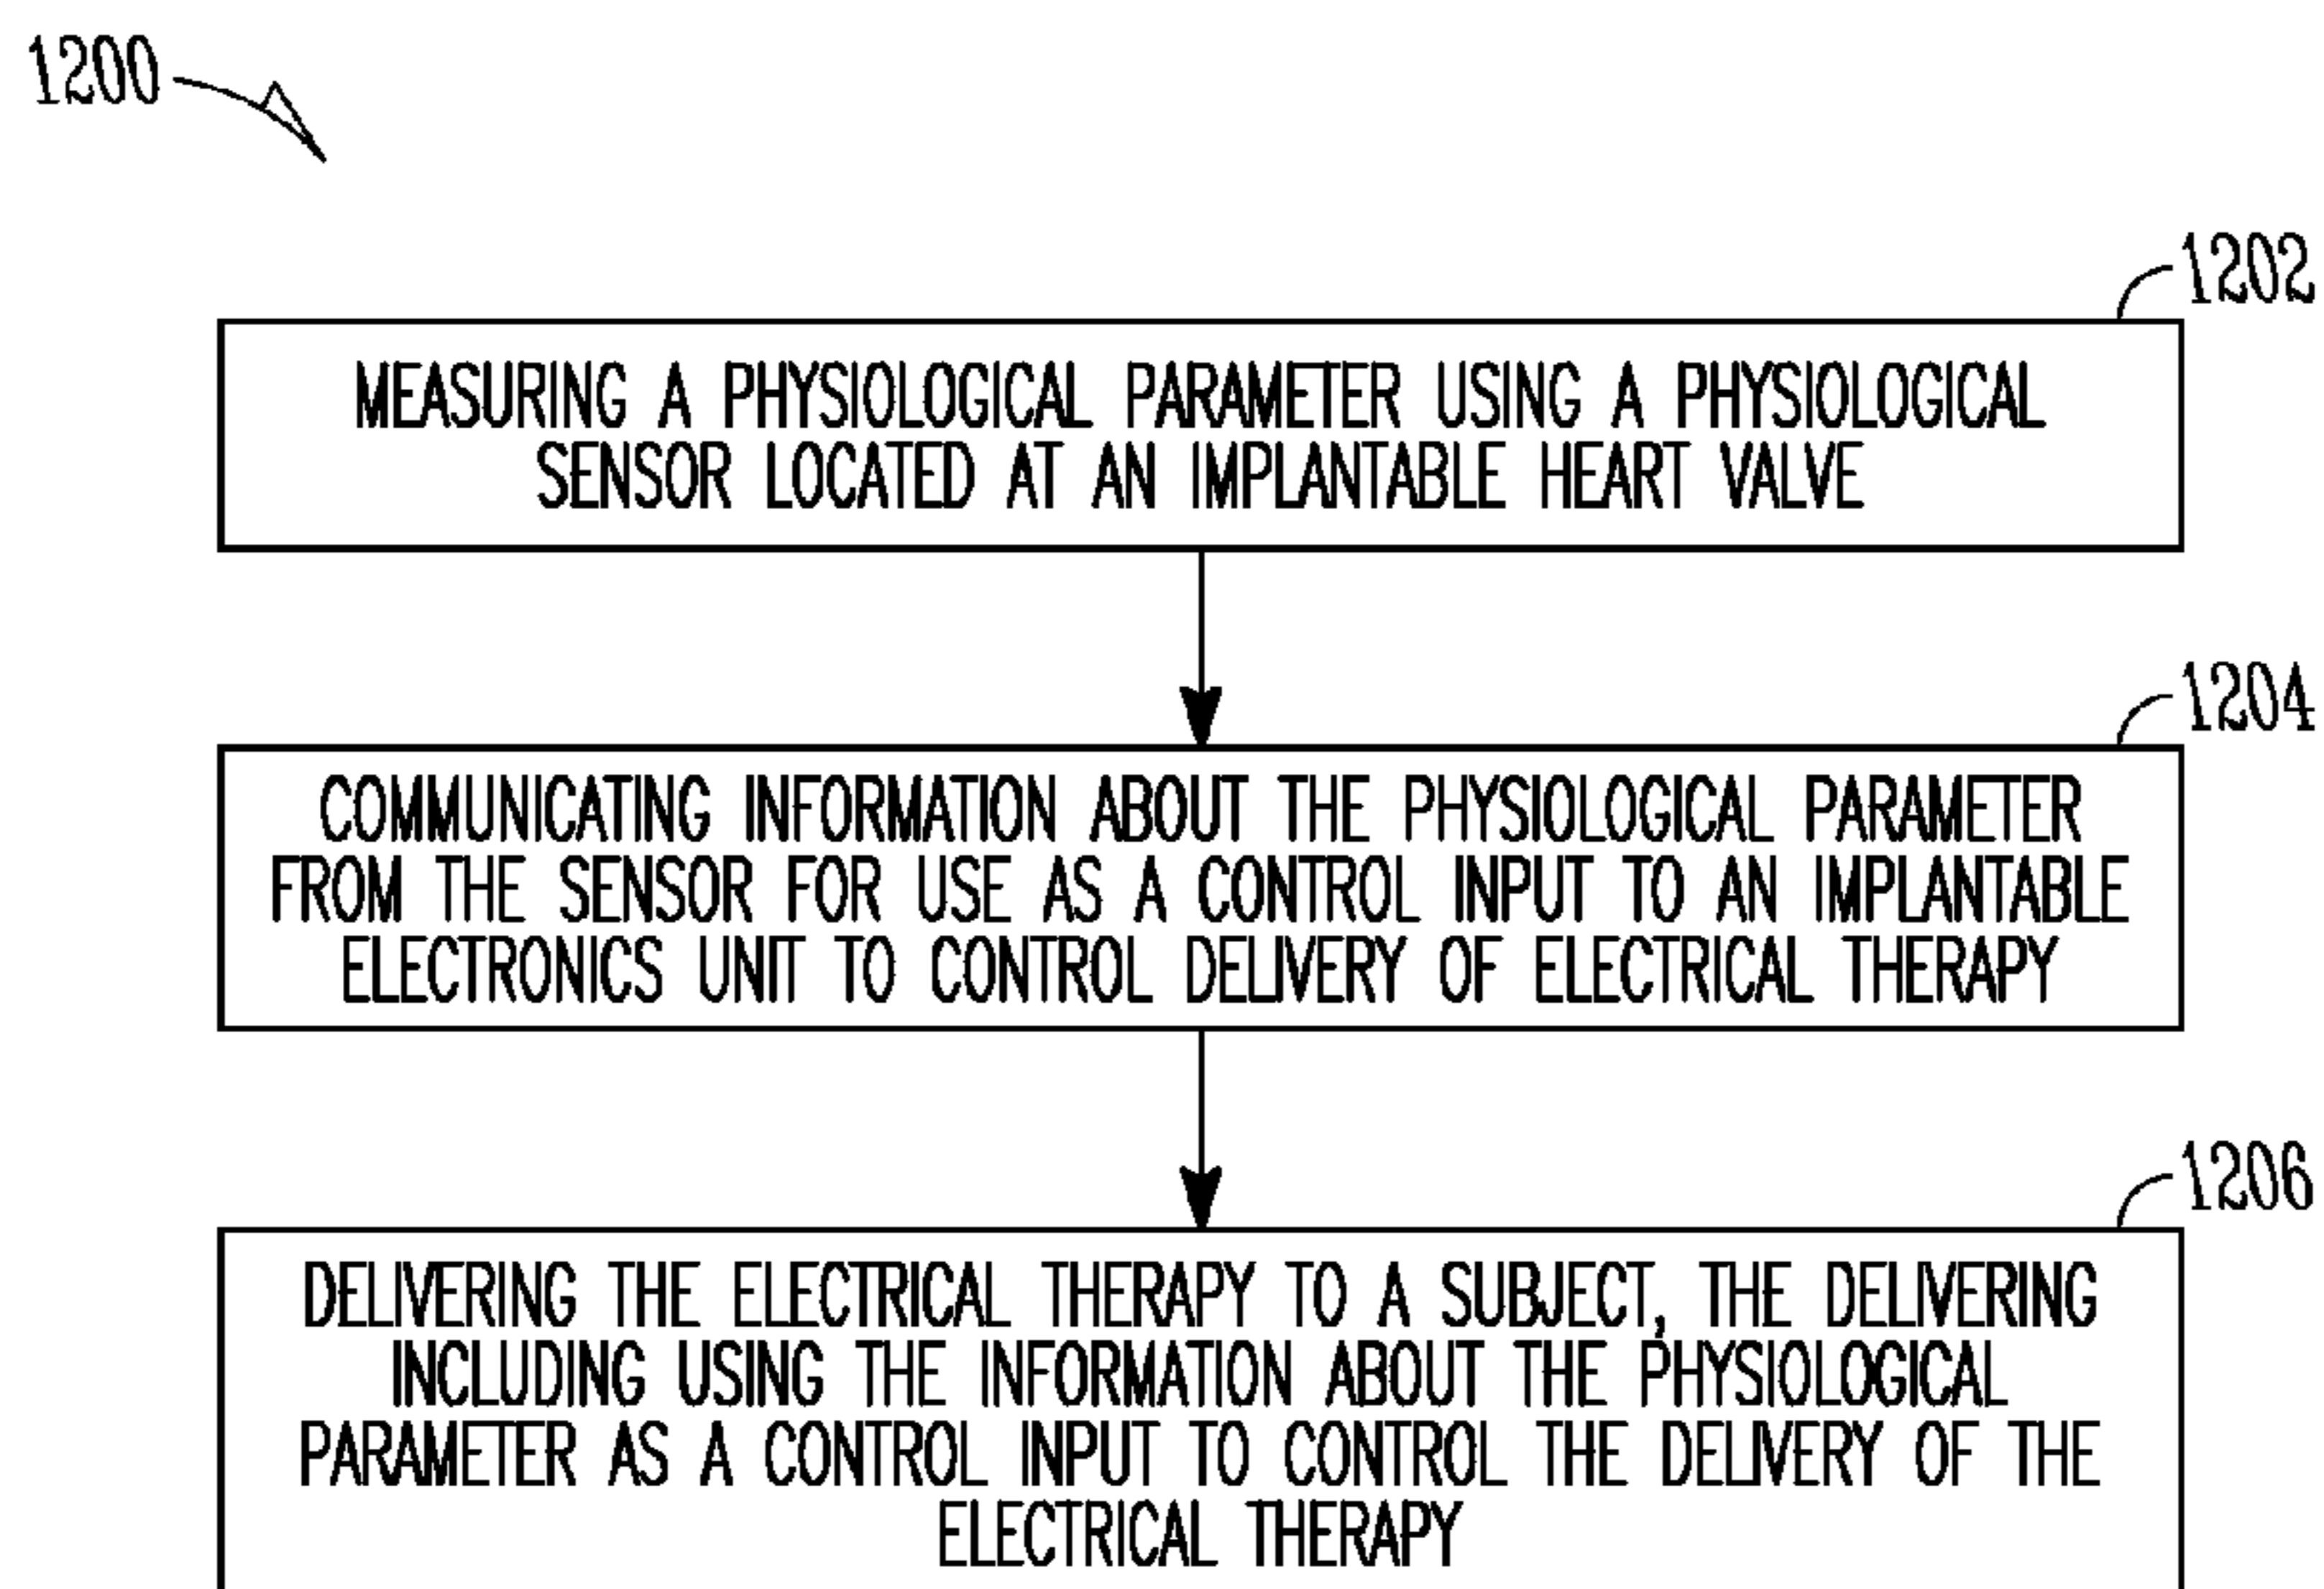 1200
1202
MEASURING A PHYSIOLOGICAL PARAMETER USING A PHYSIOLOGICAL
SENSOR LOCATED AT AN IMPLANTABLE HEART VALVE
1204
COMMUNICATING INFORMATION ABOUT THE PHYSIOLOGICAL PARAMETER
FROM THE SENSOR FOR USE AS A CONTROL INPUT TO AN IMPLANTABLE
ELECTRONICS UNIT TO CONTROL DELIVERY OF ELECTRICAL THERAPY
1206
DELIVERING THE ELECTRICAL THERAPY TO A SUBJECT, THE DELIVERING
INCLUDING USING THE INFORMATION ABOUT THE PHYSIOLOGICAL
PARAMETER AS A CONTROL INPUT TO CONTROL THE DELIVERY OF THE
ELECTRICAL THERAPY